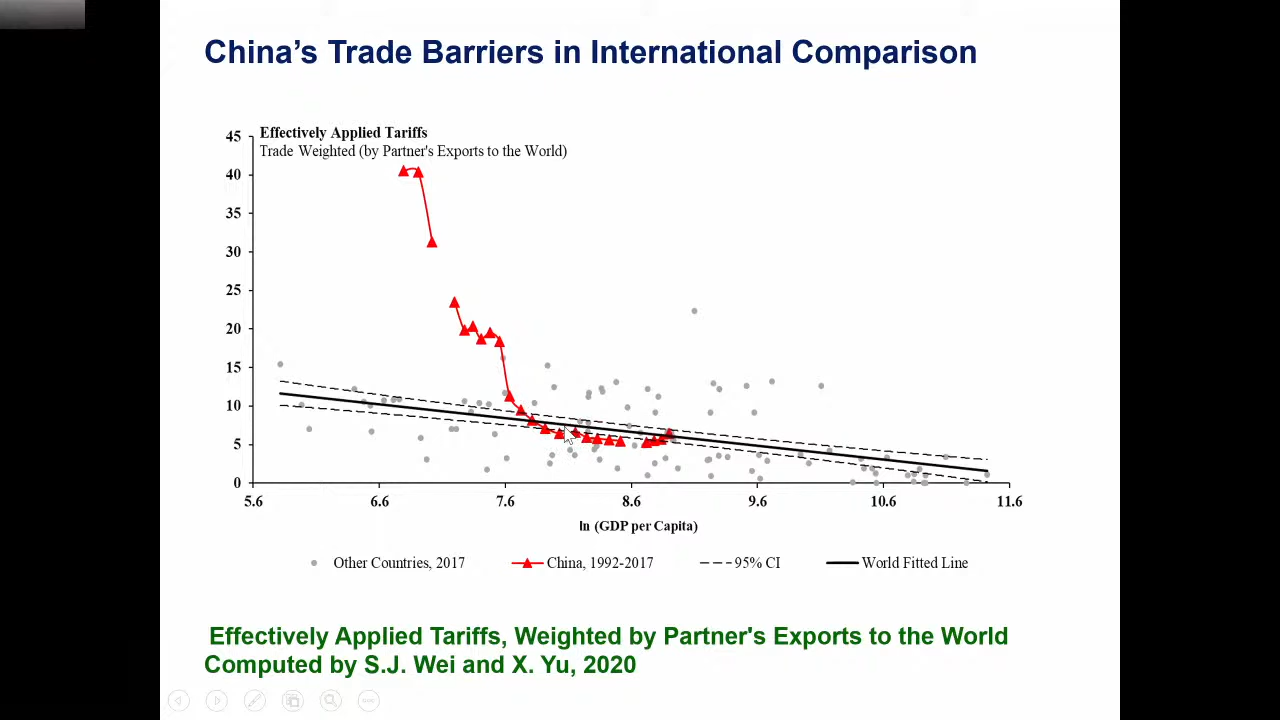 China's Trade Barriers in International Comparison
Effectively Applied Tariffs
Trade Weighted (by Partner's Exports to the World)
45
40
35
30
25
20
15
10
5
0
5.6 6.6 7.6 8.6 9.6 10.6 11.6
ln (GDP per Capita)
Other Countries, 2017 China, 1992-2017 95% CI World Fitted Line
Effectively Applied Tariffs, Weighted by Partner's Exports to the World
Computed by S.J. Wei and X. Yu, 2020